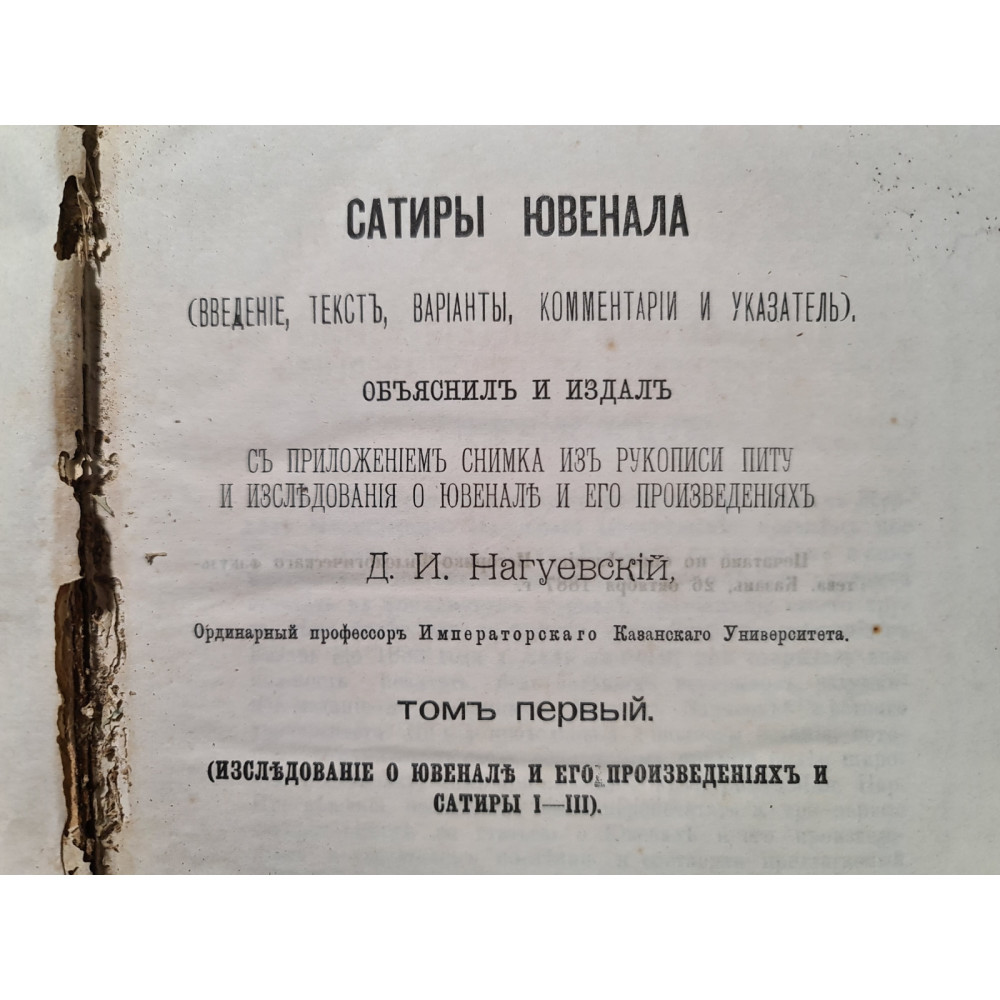 САТИРЫ ЮВЕНАЛА
(ВВЕДЕНІЕ, ТЕКСТЪ, ВАРІАНТЫ, КОММЕНТАРІИ И УКАЗАТЕЛЬ).
ОБЪЯСНИЛЪ И ИЗДАЛЪ
СЪ ПРИЛОЖЕНІЕМЪ СНИМКА ИЗЪ РУКОПИСИ ПИТУ
И ИЗСЛѢДОВАНІЯ О ЮВЕНАЛѢ И ЕГО ПРОИЗВЕДЕНІЯХЪ
Д. И. Нагуевскій,
Ординарный профессоръ Императорскаго Казанскаго Университета.
ТОМЪ ПЕРВЫЙ.
(ИЗСЛѢДОВАНІЕ О ЮВЕНАЛѢ И ЕГО ПРОИЗВЕДЕНІЯХЪ И
САТИРЫ I—III).